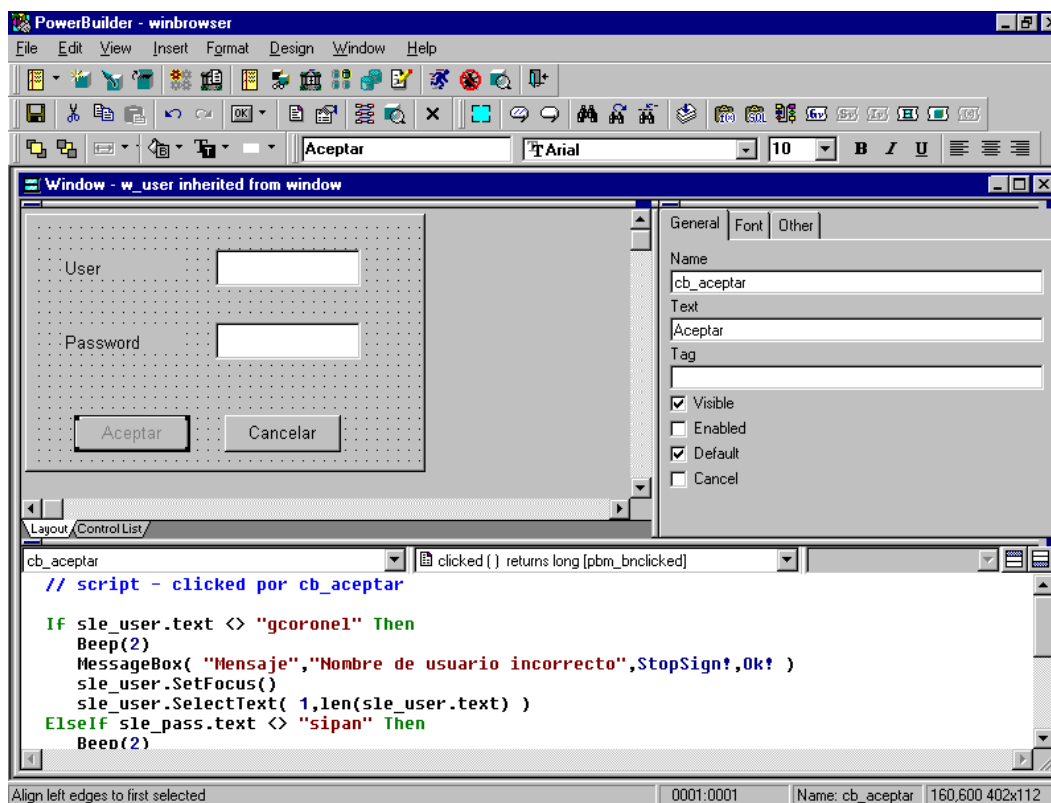 PowerBuilder - winbrowser
File Edit View Insert Format Design Window Help
OK
Aceptar Arial 10 B I U
Window - w_user inherited from window
User
Password
Aceptar Cancelar
Layout Control List
General Font Other
Name
cb_aceptar
Text
Aceptar
Tag
Visible
Enabled
Default
Cancel
cb_aceptar clicked ( ) returns long [pbm_bnclicked]
// script - clicked por cb_aceptar
If sle_user.text <> "gcoronel" Then
Beep(2)
MessageBox( "Mensaje","Nombre de usuario incorrecto",StopSign!,Ok! )
sle_user.SetFocus()
sle_user.SelectText( 1,len(sle_user.text) )
ElseIf sle_pass.text <> "sipan" Then
Beep(2)
Align left edges to first selected 0001:0001 Name: cb_aceptar 160,600 402x112